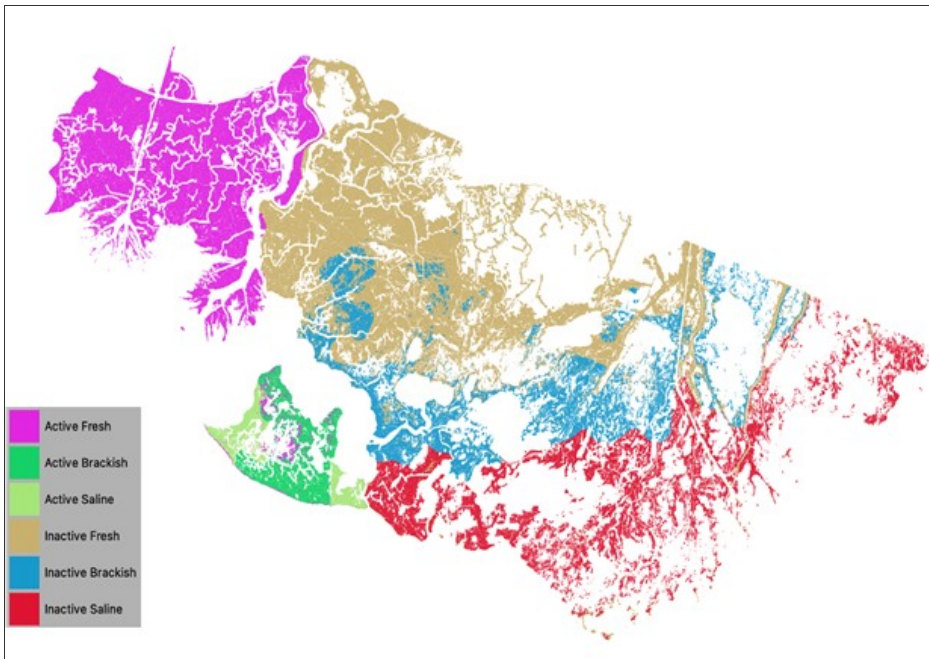 Active Fresh
Active Brackish
Active Saline
Inactive Fresh
Inactive Brackish
Inactive Saline